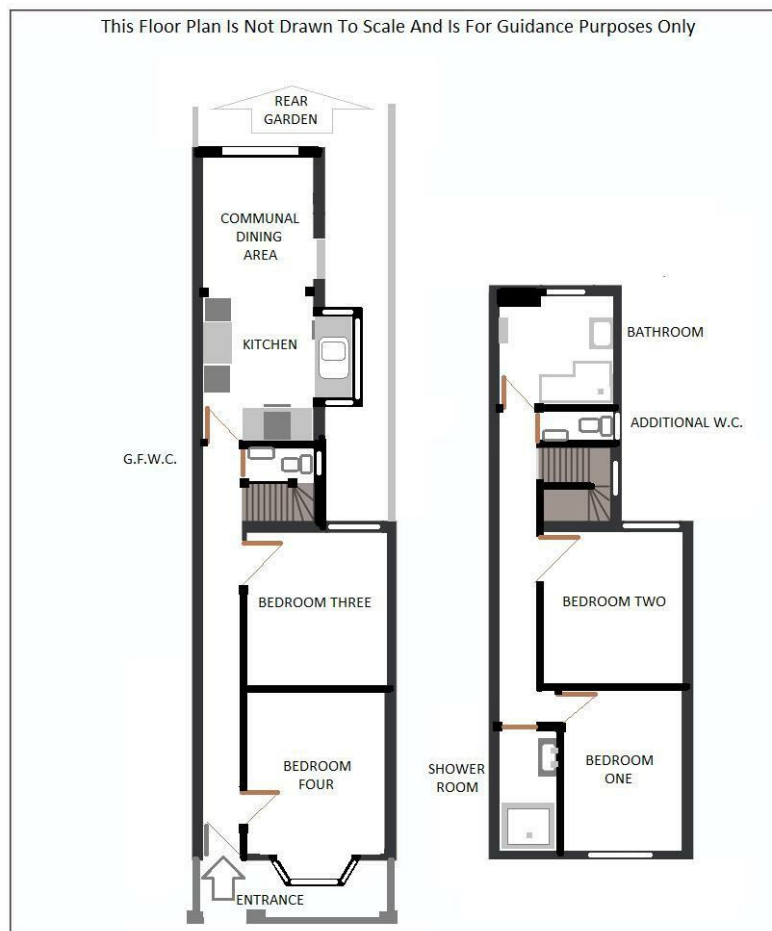 This Floor Plan Is Not Drawn To Scale And Is For Guidance Purposes Only
REAR
GARDEN
COMMUNAL
DINING
AREA
KITCHEN
G.F.W.C.
BEDROOM THREE
BEDROOM
FOUR
ENTRANCE
BATHROOM
ADDITIONAL W.C.
BEDROOM TWO
SHOWER
ROOM
BEDROOM
ONE